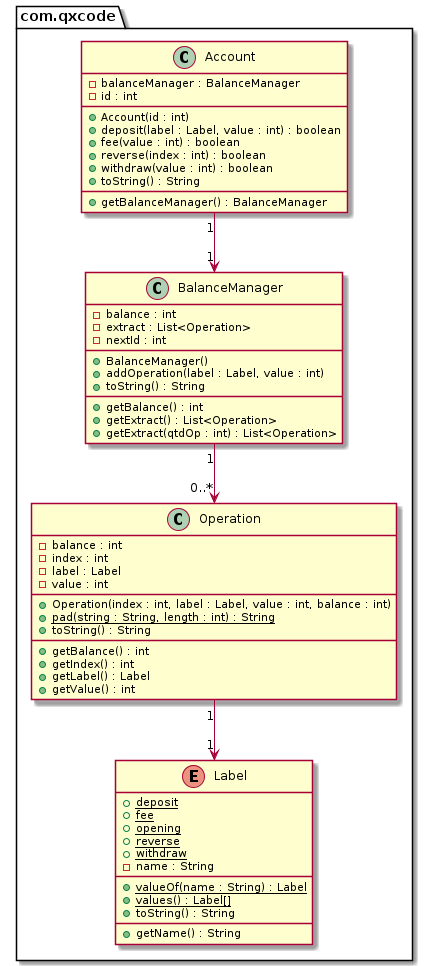 com.qxcode
C Account
balanceManager : BalanceManager
id : int
Account(id : int)
deposit(label : Label, value : int) : boolean
fee(value : int) : boolean
reverse(index : int) : boolean
withdraw(value : int) : boolean
toString() : String
getBalanceManager() : BalanceManager
1
1
C BalanceManager
balance : int
extract : List<Operation>
nextId : int
BalanceManager()
addOperation(label : Label, value : int)
toString() : String
getBalance() : int
getExtract() : List<Operation>
getExtract(qtdOp : int) : List<Operation>
1
0..*
C Operation
balance : int
index : int
label : Label
value : int
Operation(index : int, label : Label, value : int, balance : int)
pad(string : String, length : int) : String
toString() : String
getBalance() : int
getIndex() : int
getLabel() : Label
getValue() : int
1
1
E Label
deposit
fee
opening
reverse
withdraw
name : String
valueOf(name : String) : Label
values() : Label[]
toString() : String
getName() : String